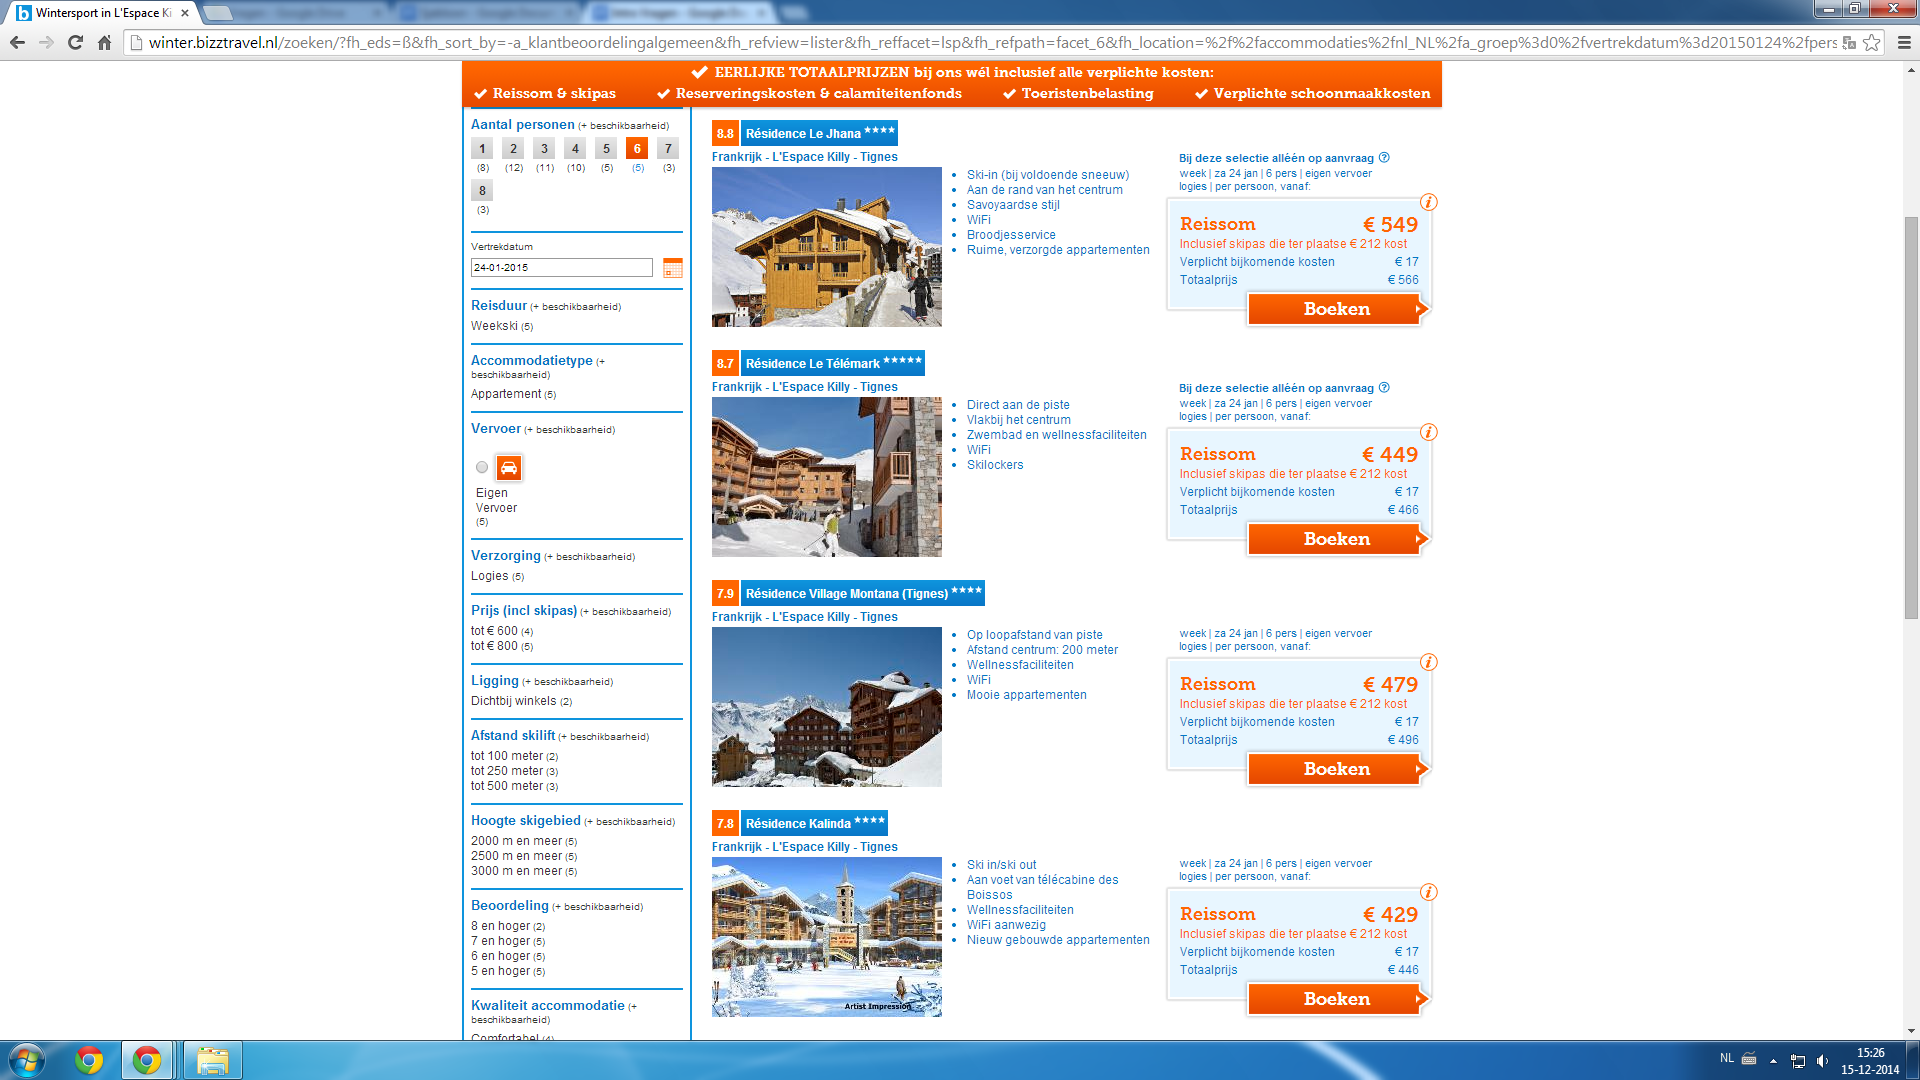 Wintersport in L'Espace Ki
winter.bizztravel.nl/zoeken/?fh_eds=ß&fh_sort_by=-a_klantbeoordelingalgemeen&fh_refview=lister&fh_reffacet=lsp&fh_refpath=facet_6&fh_location=%2f%2faccommodaties%2fnl_NL%2fa_groep%3d0%2fvertrekdatum%3d20150124%2fpers
EERLIJKE TOTAALPRIJZEN bij ons wél inclusief alle verplichte kosten:
Reissom & skipas Reserveringskosten & calamiteitenfonds Toeristenbelasting Verplichte schoonmaakkosten
Aantal personen (+ beschikbaarheid)
1 2 3 4 5 6 7
(8) (12) (11) (10) (5) (5) (3)
8
(3)
Vertrekdatum
24-01-2015
Reisduur (+ beschikbaarheid)
Weekski (5)
Accommodatietype (+
beschikbaarheid)
Appartement (5)
Vervoer (+ beschikbaarheid)
Eigen
Vervoer
(5)
Verzorging (+ beschikbaarheid)
Logies (5)
Prijs (incl skipas) (+ beschikbaarheid)
tot € 600 (4)
tot € 800 (5)
Ligging (+ beschikbaarheid)
Dichtbij winkels (2)
Afstand skilift (+ beschikbaarheid)
tot 100 meter (2)
tot 250 meter (3)
tot 500 meter (3)
Hoogte skigebied (+ beschikbaarheid)
2000 m en meer (5)
2500 m en meer (5)
3000 m en meer (5)
Beoordeling (+ beschikbaarheid)
8 en hoger (2)
7 en hoger (5)
6 en hoger (5)
5 en hoger (5)
Kwaliteit accommodatie (+
beschikbaarheid)
Comfortabel (4)
8.8 Résidence Le Jhana ****
Frankrijk - L'Espace Killy - Tignes
Ski-in (bij voldoende sneeuw)
Aan de rand van het centrum
Savoyaardse stijl
WiFi
Broodjesservice
Ruime, verzorgde appartementen
Bij deze selectie alléén op aanvraag ?
week | za 24 jan | 6 pers | eigen vervoer
logies | per persoon, vanaf:
i
Reissom € 549
Inclusief skipas die ter plaatse € 212 kost
Verplicht bijkomende kosten € 17
Totaalprijs € 566
Boeken
8.7 Résidence Le Télémark *****
Frankrijk - L'Espace Killy - Tignes
Direct aan de piste
Vlakbij het centrum
Zwembad en wellnessfaciliteiten
WiFi
Skilockers
Bij deze selectie alléén op aanvraag ?
week | za 24 jan | 6 pers | eigen vervoer
logies | per persoon, vanaf:
i
Reissom € 449
Inclusief skipas die ter plaatse € 212 kost
Verplicht bijkomende kosten € 17
Totaalprijs € 466
Boeken
7.9 Résidence Village Montana (Tignes) ****
Frankrijk - L'Espace Killy - Tignes
Op loopafstand van piste
Afstand centrum: 200 meter
Wellnessfaciliteiten
WiFi
Mooie appartementen
week | za 24 jan | 6 pers | eigen vervoer
logies | per persoon, vanaf:
i
Reissom € 479
Inclusief skipas die ter plaatse € 212 kost
Verplicht bijkomende kosten € 17
Totaalprijs € 496
Boeken
7.8 Résidence Kalinda ****
Frankrijk - L'Espace Killy - Tignes
Artist Impression
Ski in/ski out
Aan voet van télécabine des
Boissos
Wellnessfaciliteiten
WiFi aanwezig
Nieuw gebouwde appartementen
week | za 24 jan | 6 pers | eigen vervoer
logies | per persoon, vanaf:
i
Reissom € 429
Inclusief skipas die ter plaatse € 212 kost
Verplicht bijkomende kosten € 17
Totaalprijs € 446
Boeken
NL
15:26
15-12-2014